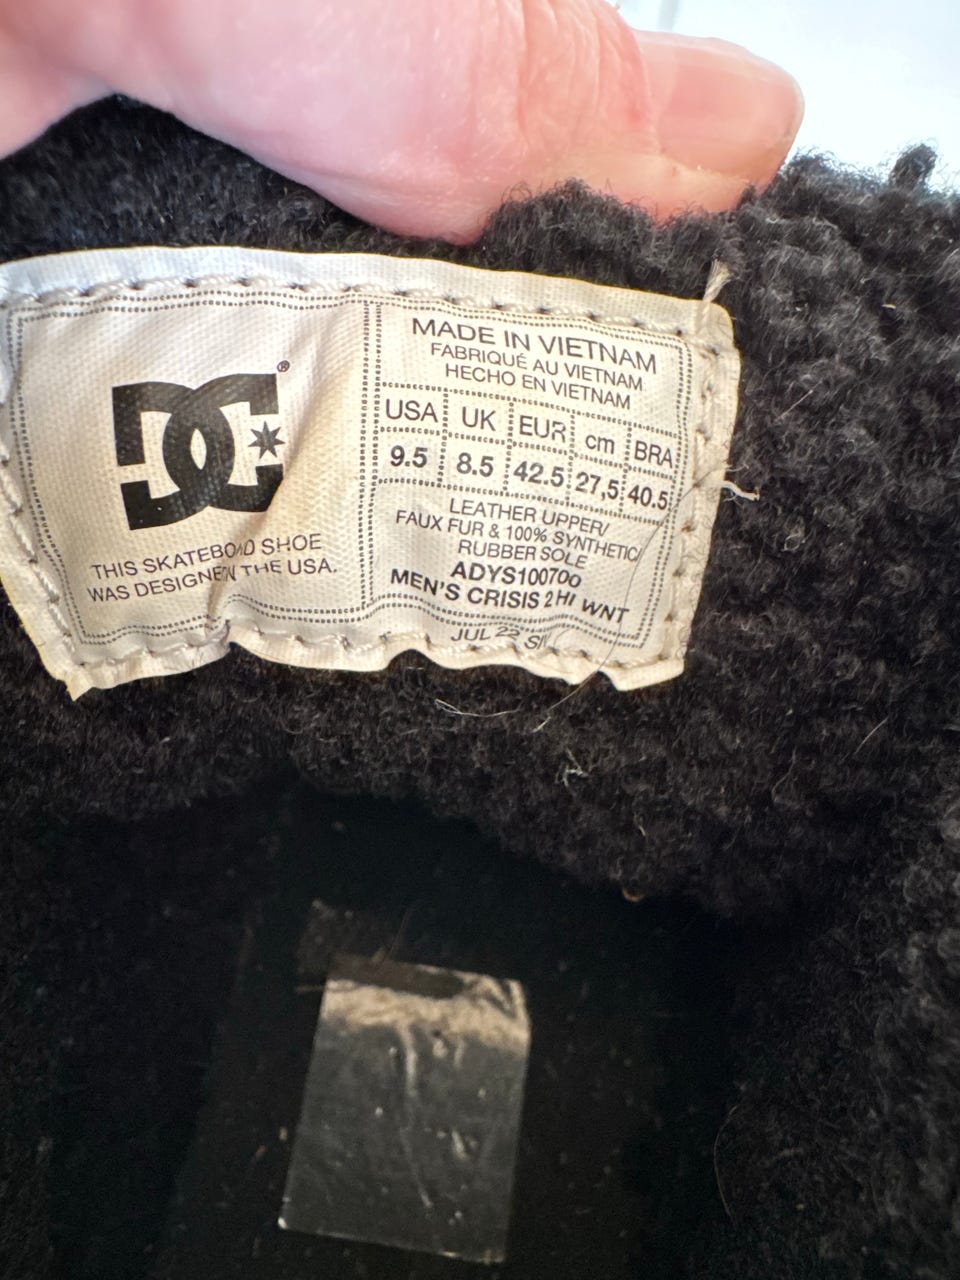 DC®
THIS SKATEBOARD SHOE
WAS DESIGNED IN THE USA.
MADE IN VIETNAM
FABRIQUÉ AU VIETNAM
HECHO EN VIETNAM
USA UK EUR cm BRA
9.5 8.5 42.5 27,5 40.5
LEATHER UPPER/
FAUX FUR & 100% SYNTHETIC/
RUBBER SOLE
ADYS100700
MEN'S CRISIS 2 HI WNT
JUL 22